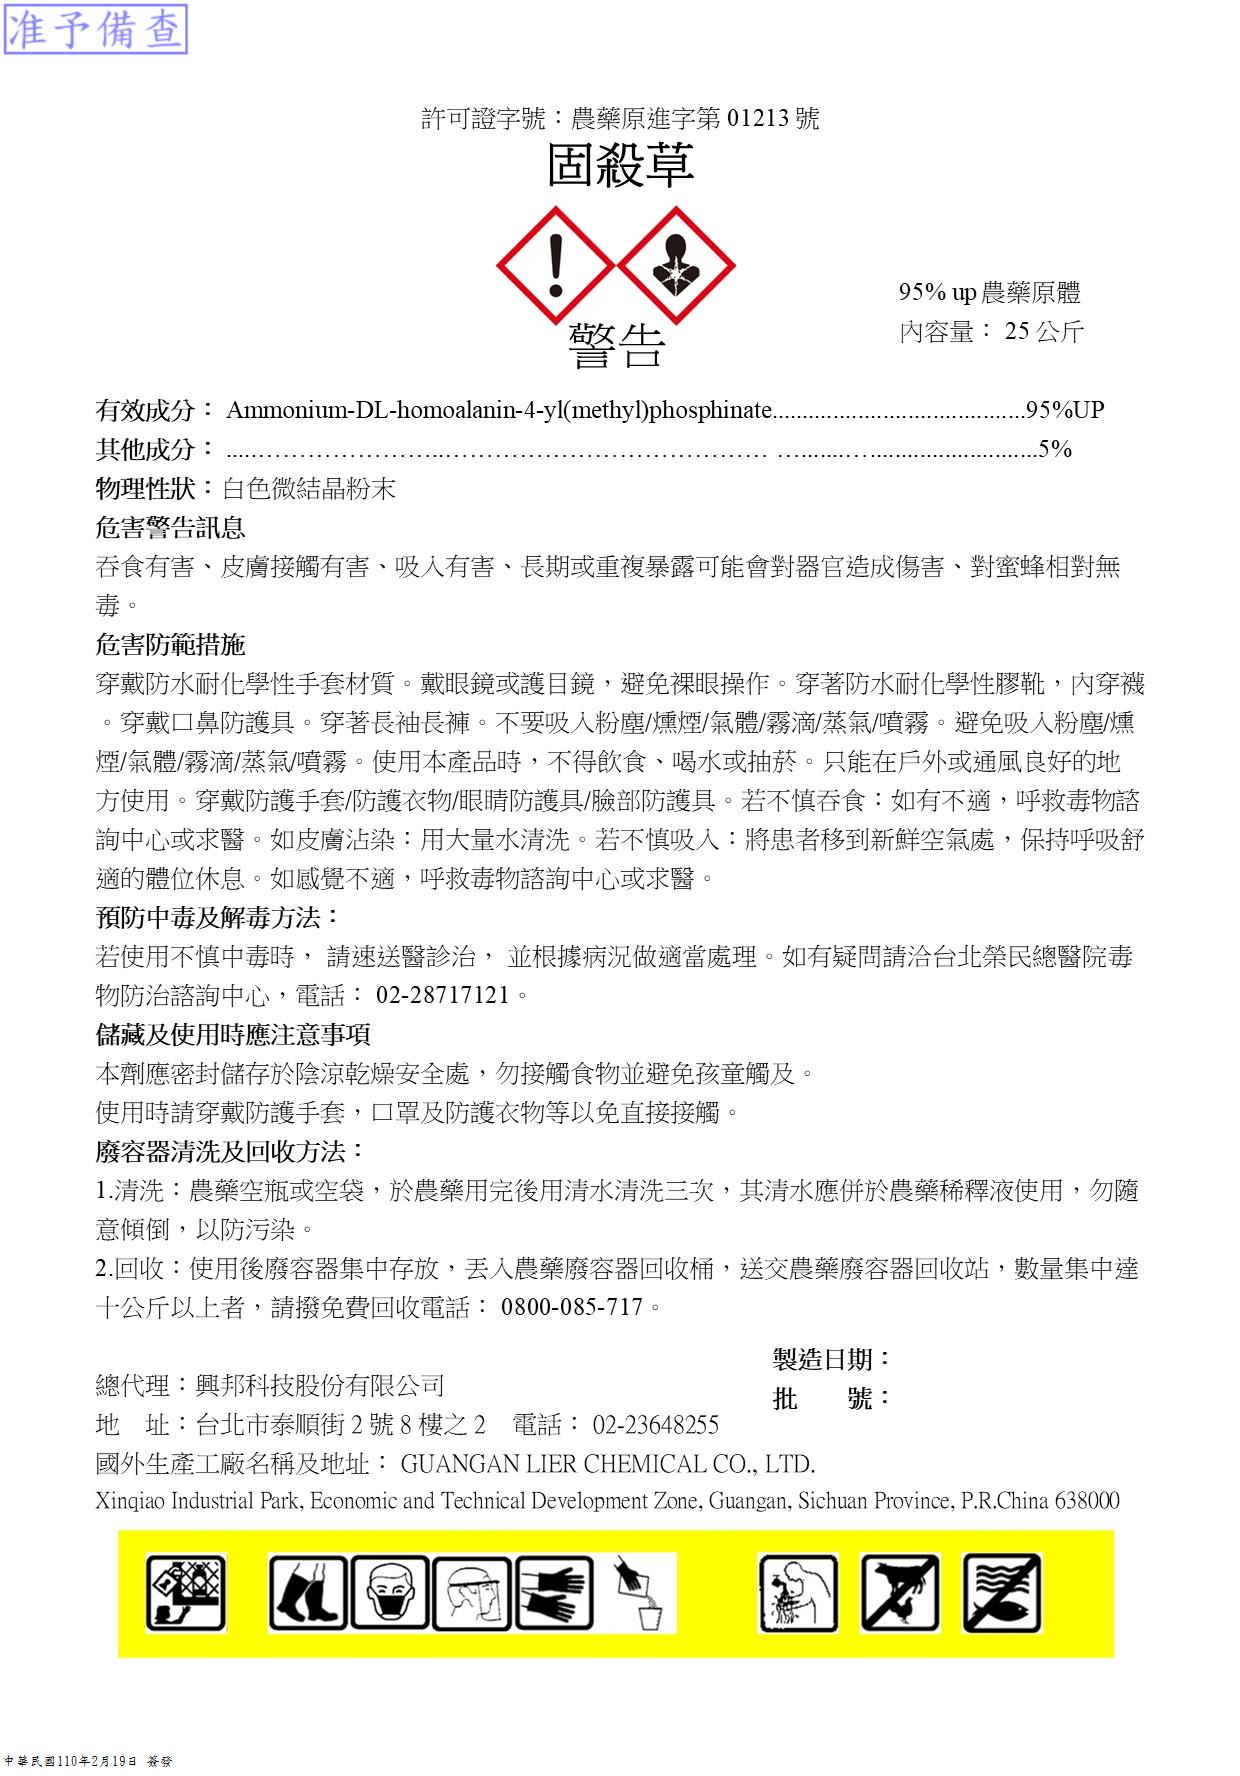 准予備查
許可證字號：農藥原進字第 01213 號
固殺草
警告
95% up 農藥原體
內容量： 25 公斤
有效成分： Ammonium-DL-homoalanin-4-yl(methyl)phosphinate.......................................95%UP
其他成分： .....…………………..………………………………… …......….............................5%
物理性狀：白色微結晶粉末
危害警告訊息
吞食有害、皮膚接觸有害、吸入有害、長期或重複暴露可能會對器官造成傷害、對蜜蜂相對無
毒。
危害防範措施
穿戴防水耐化學性手套材質。戴眼鏡或護目鏡，避免裸眼操作。穿著防水耐化學性膠靴，內穿襪
。穿戴口鼻防護具。穿著長袖長褲。不要吸入粉塵/燻煙/氣體/霧滴/蒸氣/噴霧。避免吸入粉塵/燻
煙/氣體/霧滴/蒸氣/噴霧。使用本產品時，不得飲食、喝水或抽菸。只能在戶外或通風良好的地
方使用。穿戴防護手套/防護衣物/眼睛防護具/臉部防護具。若不慎吞食：如有不適，呼救毒物諮
詢中心或求醫。如皮膚沾染：用大量水清洗。若不慎吸入：將患者移到新鮮空氣處，保持呼吸舒
適的體位休息。如感覺不適，呼救毒物諮詢中心或求醫。
預防中毒及解毒方法：
若使用不慎中毒時， 請速送醫診治， 並根據病況做適當處理。如有疑問請洽台北榮民總醫院毒
物防治諮詢中心，電話： 02-28717121。
儲藏及使用時應注意事項
本劑應密封儲存於陰涼乾燥安全處，勿接觸食物並避免孩童觸及。
使用時請穿戴防護手套，口罩及防護衣物等以免直接接觸。
廢容器清洗及回收方法：
1.清洗：農藥空瓶或空袋，於農藥用完後用清水清洗三次，其清水應併於農藥稀釋液使用，勿隨
意傾倒，以防污染。
2.回收：使用後廢容器集中存放，丟入農藥廢容器回收桶，送交農藥廢容器回收站，數量集中達
十公斤以上者，請撥免費回收電話： 0800-085-717。
製造日期：
批　　號：
總代理：興邦科技股份有限公司
地　址：台北市泰順街 2 號 8 樓之 2　電話： 02-23648255
國外生產工廠名稱及地址： GUANGAN LIER CHEMICAL CO., LTD.
Xinqiao Industrial Park, Economic and Technical Development Zone, Guangan, Sichuan Province, P.R.China 638000
中華民國110年2月19日 簽發